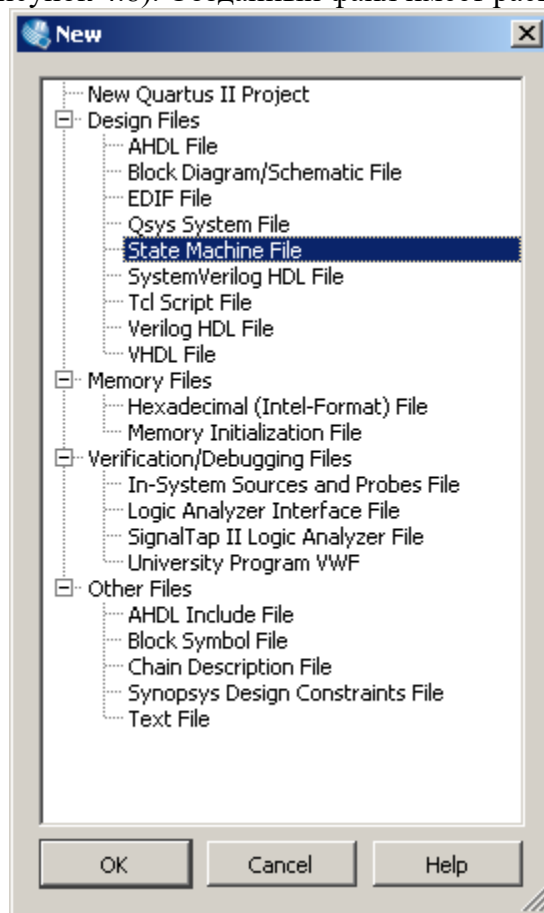 Созданный файл имеет
New
New Quartus II Project
Design Files
AHDL File
Block Diagram/Schematic File
EDIF File
Qsys System File
State Machine File
SystemVerilog HDL File
Tcl Script File
Verilog HDL File
VHDL File
Memory Files
Hexadecimal (Intel-Format) File
Memory Initialization File
Verification/Debugging Files
In-System Sources and Probes File
Logic Analyzer Interface File
SignalTap II Logic Analyzer File
University Program VWF
Other Files
AHDL Include File
Block Symbol File
Chain Description File
Synopsys Design Constraints File
Text File
OK Cancel Help